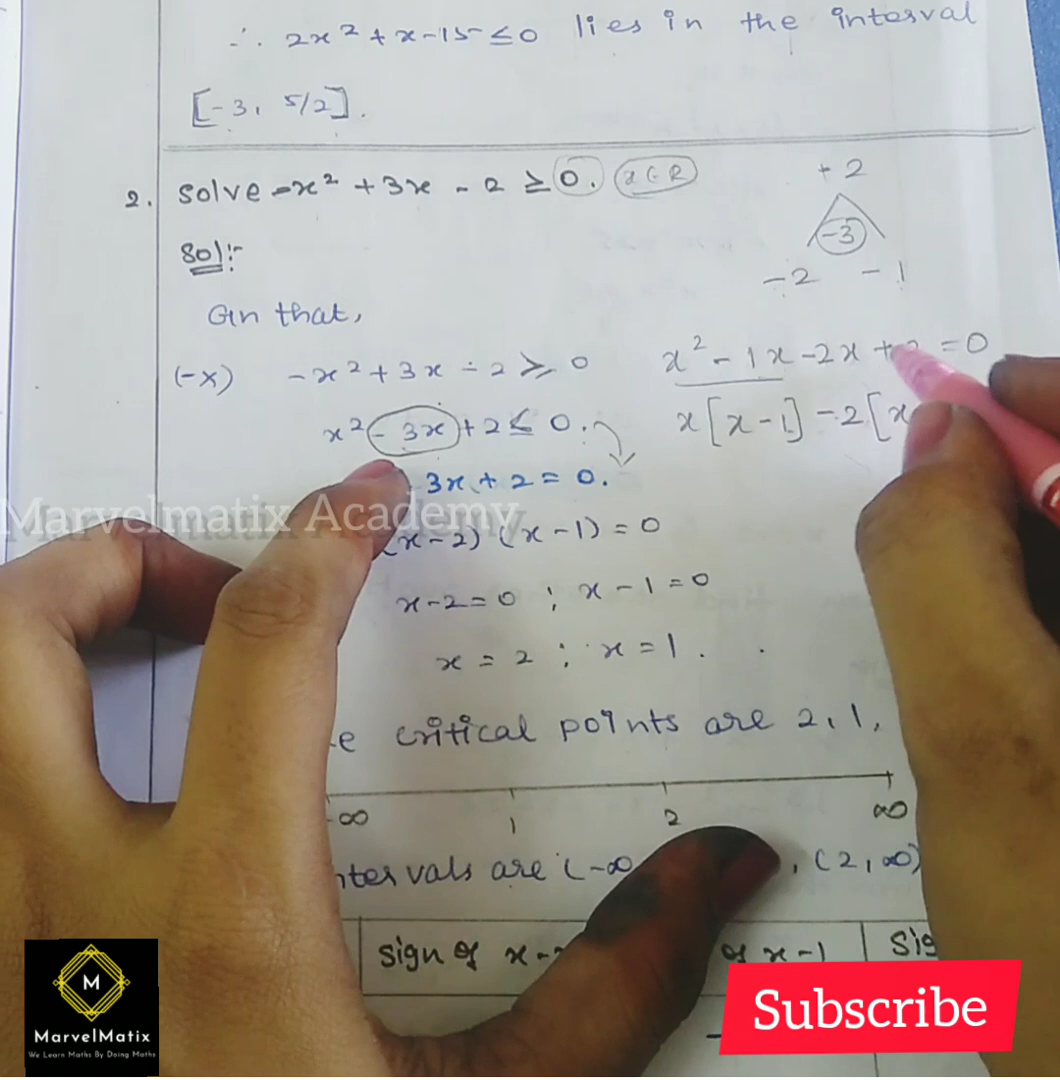 ∴ 2x² + x - 15 ≤ 0 lies in the interval
[-3, 5/2].
2. Solve -x² + 3x - 2 ≥ 0. x ∈ R
+2
-3
-2 -1
Sol:-
Gn that,
(-x) -x² + 3x - 2 ≥ 0
x² - 3x + 2 ≤ 0.
3x + 2 = 0.
(x-2) (x-1) = 0
x-2=0 ; x-1=0
x = 2 ; x = 1.
x² - 1x - 2x + = 0
x[x-1] -2[x
critical points are 2, 1,
∞ 1 2 ∞
are (-∞ , (2, ∞)
sign of x- of x-1
Marvelmatix Academy
M
MarvelMatix
We Learn Maths By Doing Maths
Subscribe